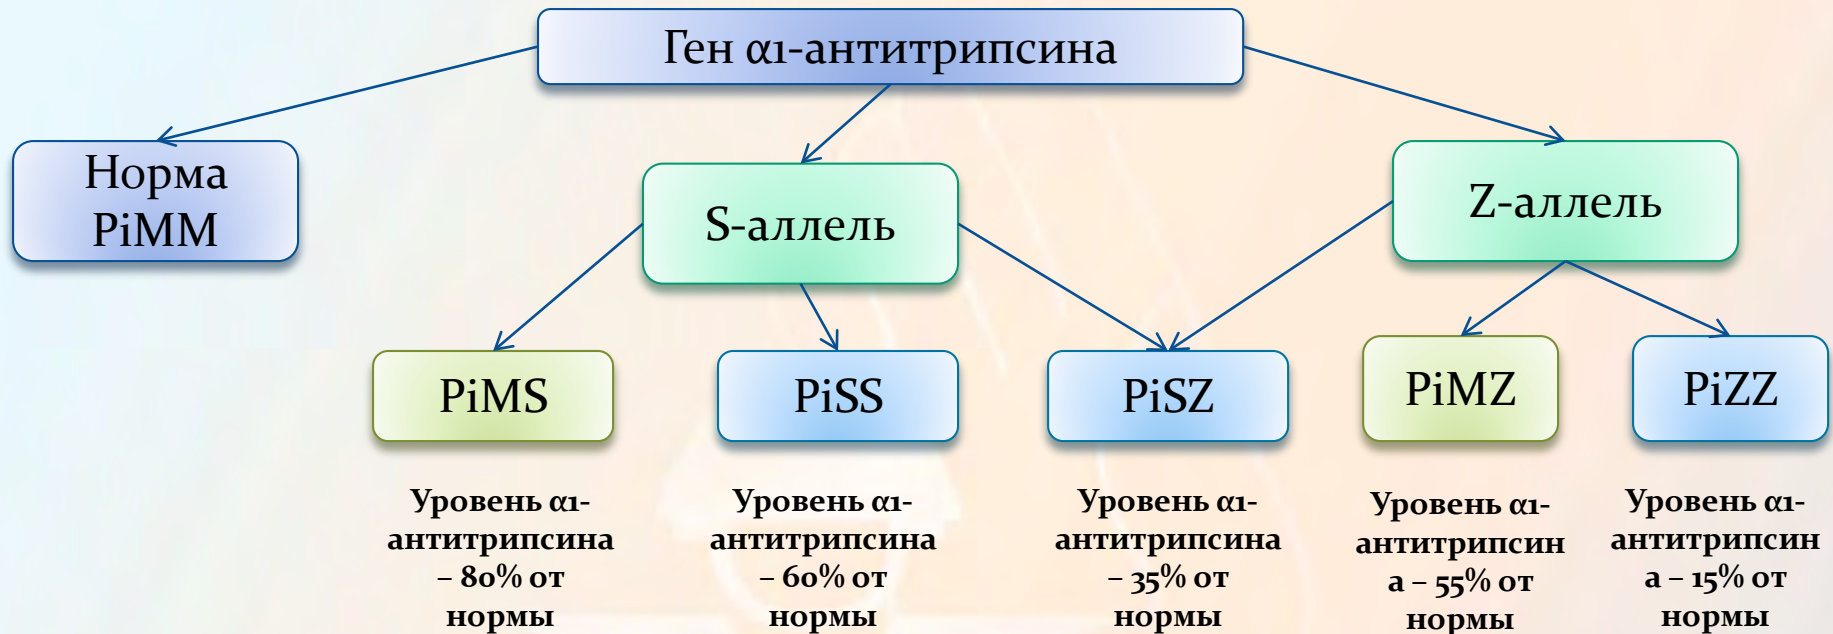 Ген α1-антитрипсина
Норма
PiMM
S-аллель
Z-аллель
PiMS
PiSS
PiSZ
PiMZ
PiZZ
Уровень α1-
антитрипсина
– 80% от
нормы
Уровень α1-
антитрипсина
– 60% от
нормы
Уровень α1-
антитрипсина
– 35% от
нормы
Уровень α1-
антитрипсин
а – 55% от
нормы
Уровень α1-
антитрипсин
а – 15% от
нормы